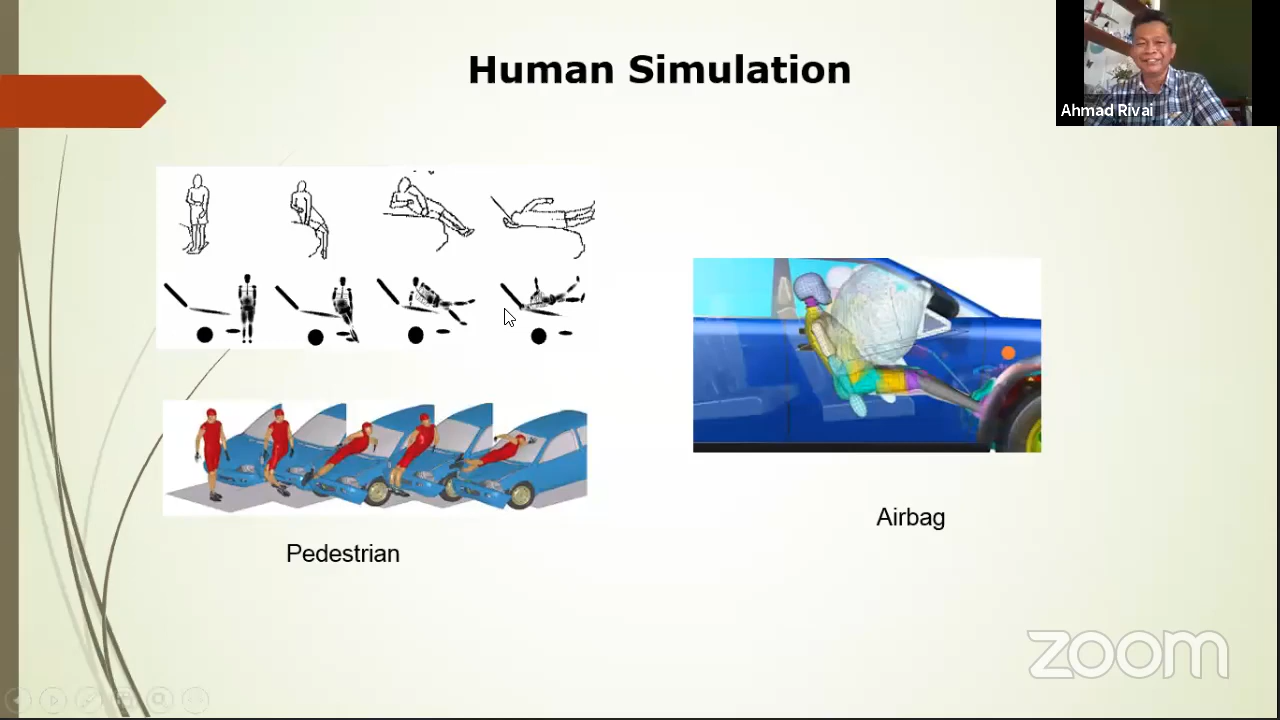 Human Simulation
Ahmad Rivai
Airbag
Pedestrian
zoom